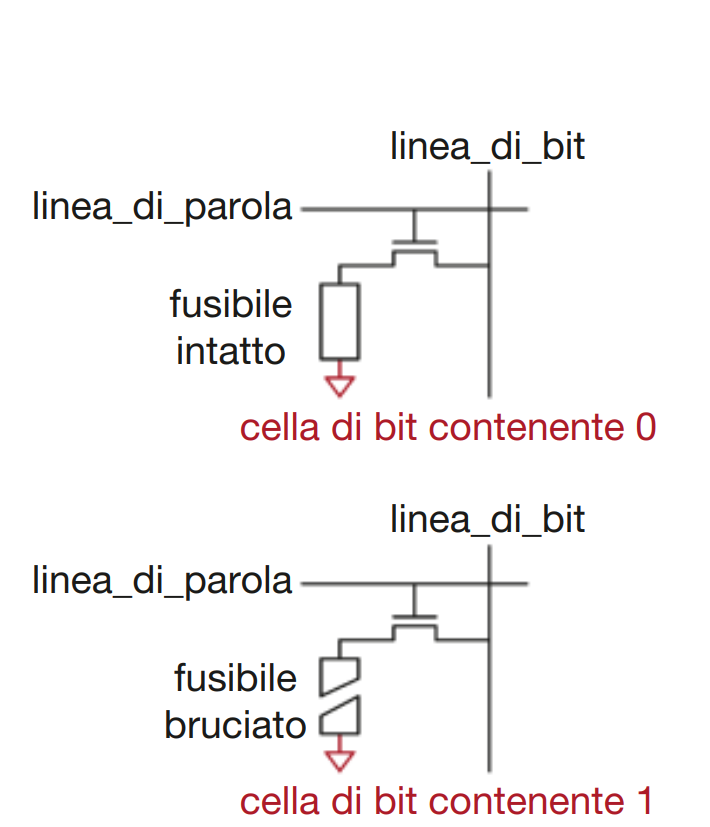 linea_di_bit
linea_di_parola
fusibile
intatto
cella di bit contenente 0
linea_di_bit
linea_di_parola
fusibile
bruciato
cella di bit contenente 1